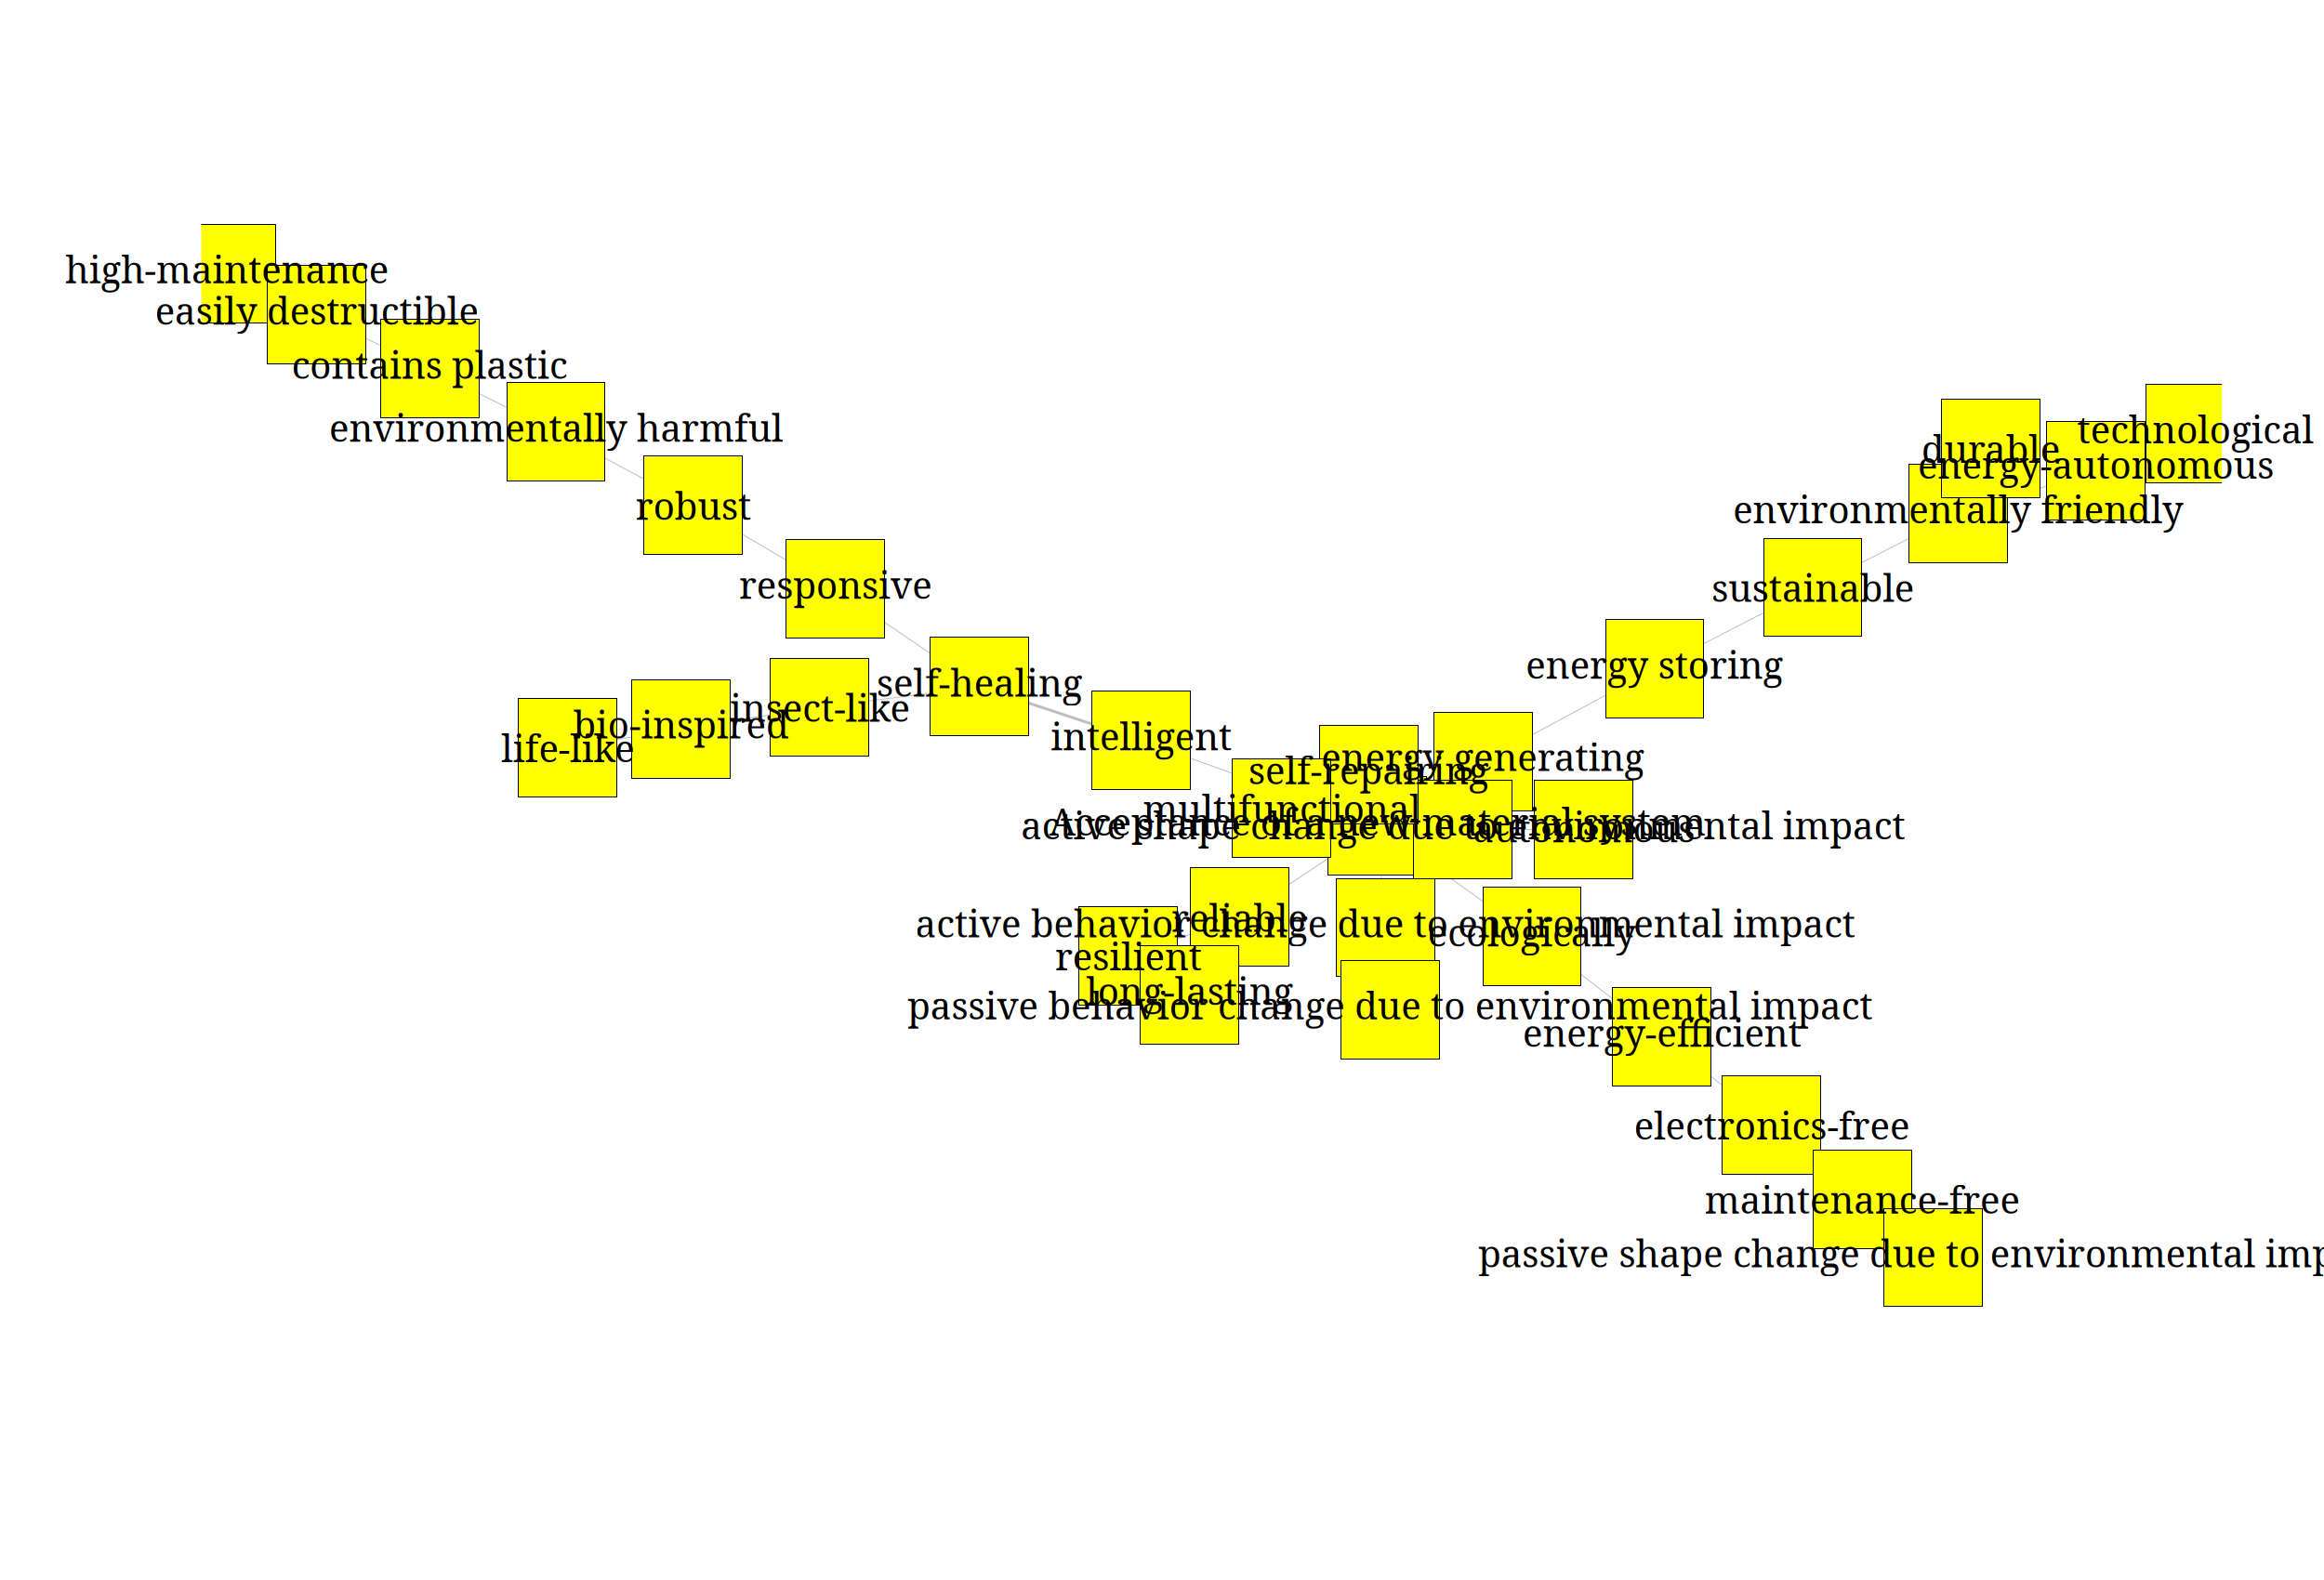 high-maintenance
easily destructible
contains plastic
environmentally harmful
technological
durable
energy-autonomous
robust
environmentally friendly
responsive
sustainable
self-healing
energy storing
insect-like
bio-inspired
life-like
intelligent
energy generating
self-repairing
multifunctional
Acceptance of a new material system
active shape change due to environmental impact
autonomous
reliable
active behavior change due to environmental impact
ecologically
resilient
long-lasting
passive behavior change due to environmental impact
energy-efficient
electronics-free
maintenance-free
passive shape change due to environmental imp